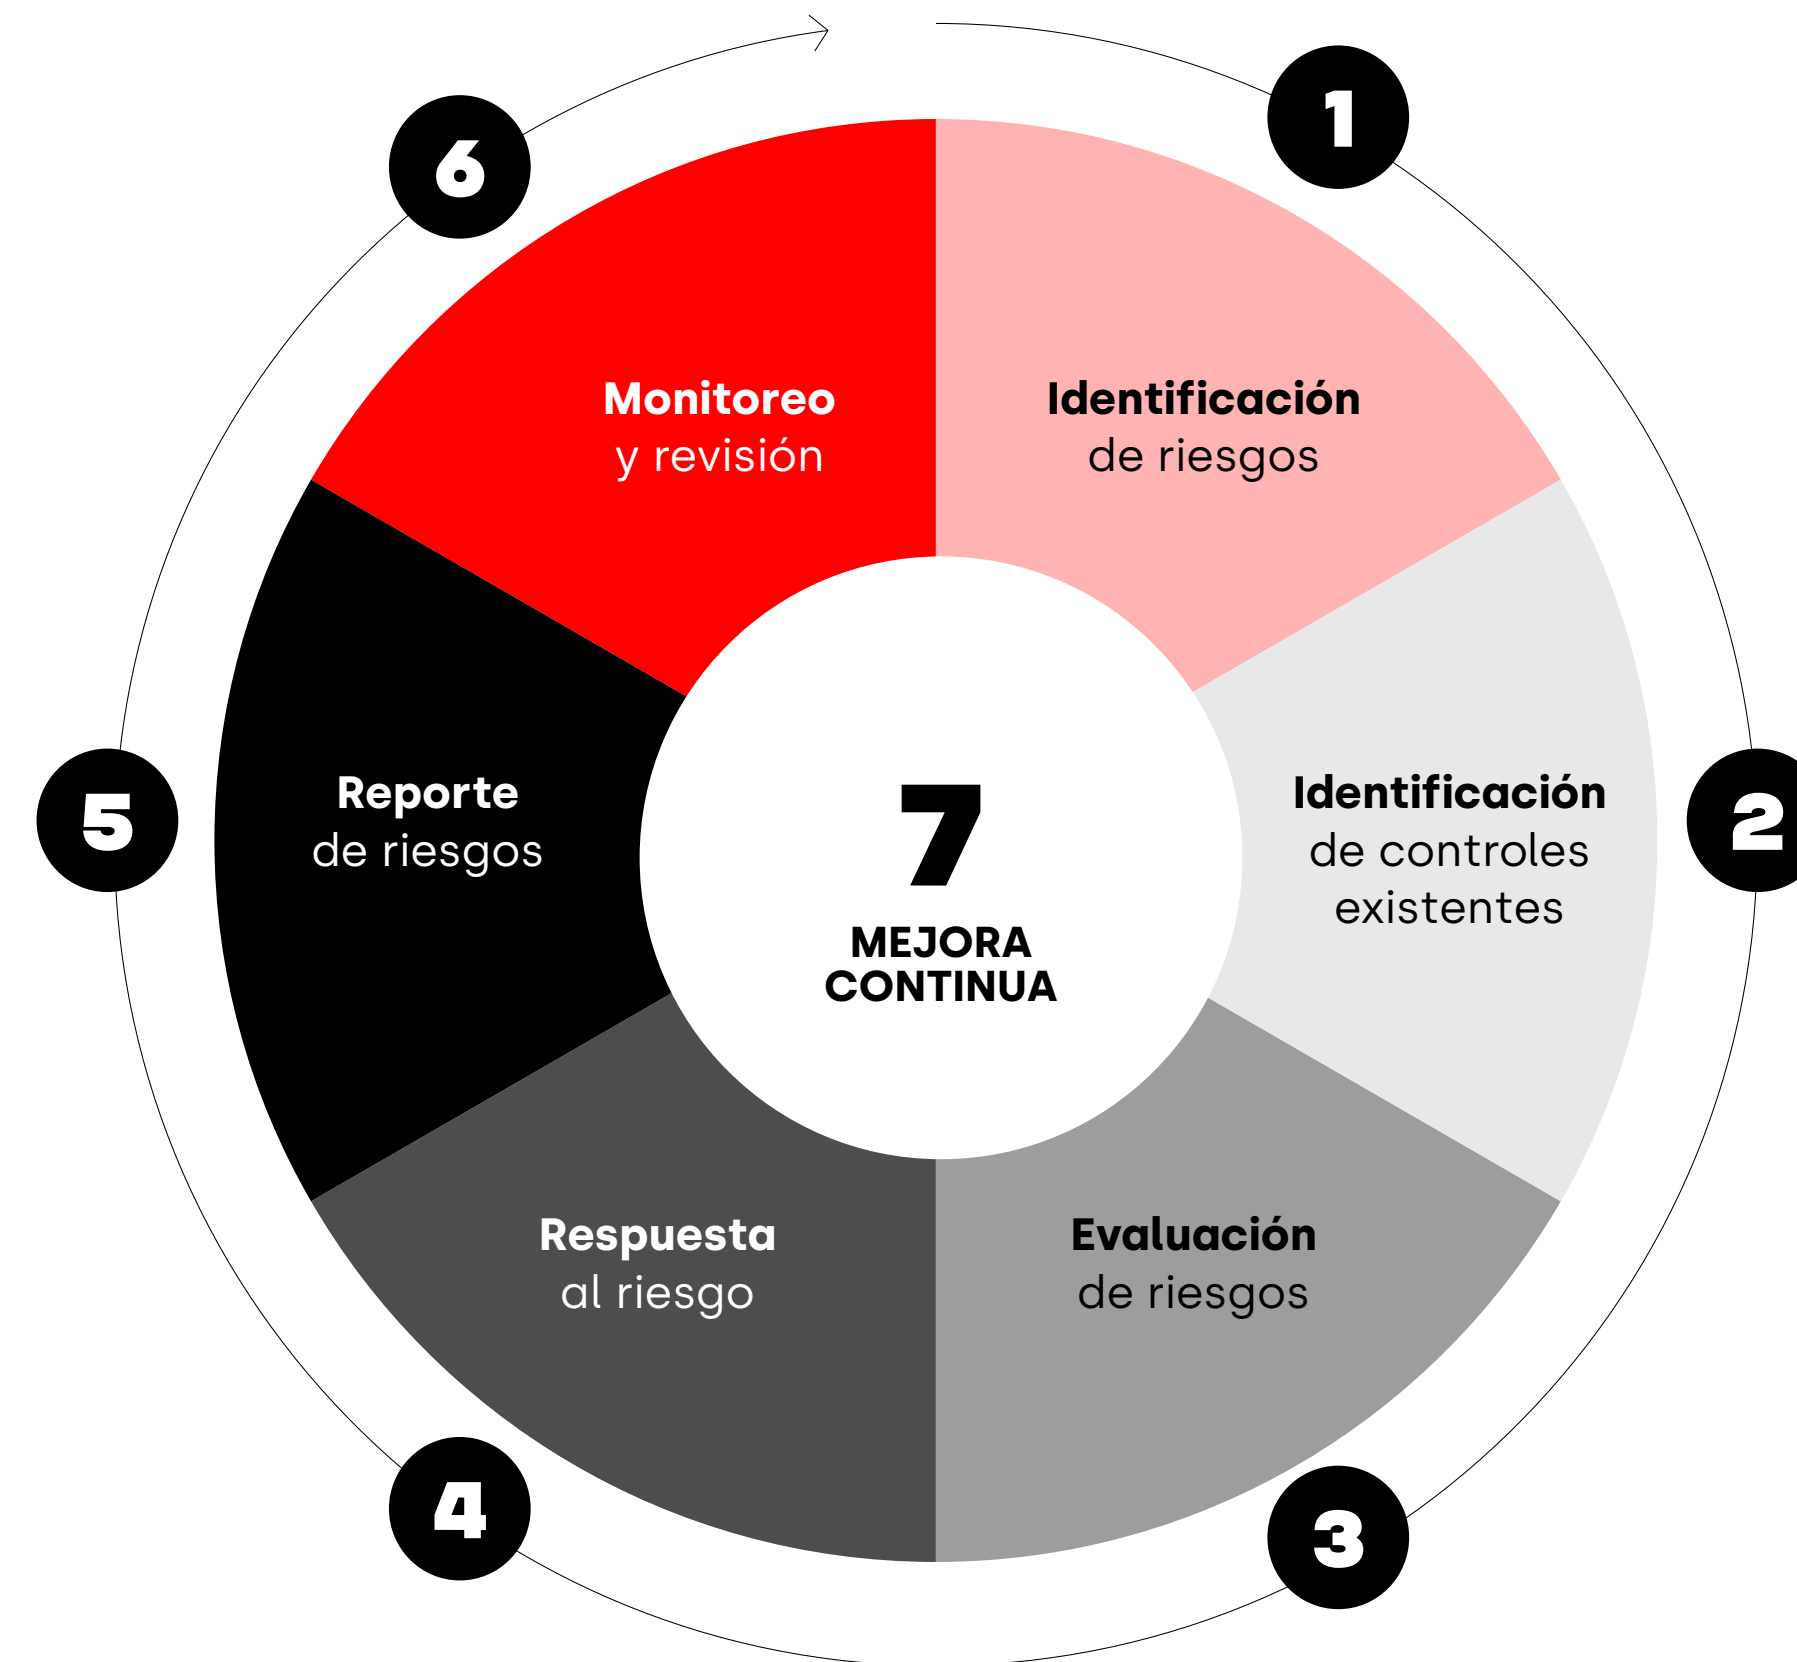 1
Identificación
de riesgos
2
Identificación
de controles
existentes
3
Evaluación
de riesgos
4
Respuesta
al riesgo
5
Reporte
de riesgos
6
Monitoreo
y revisión
7
MEJORA
CONTINUA